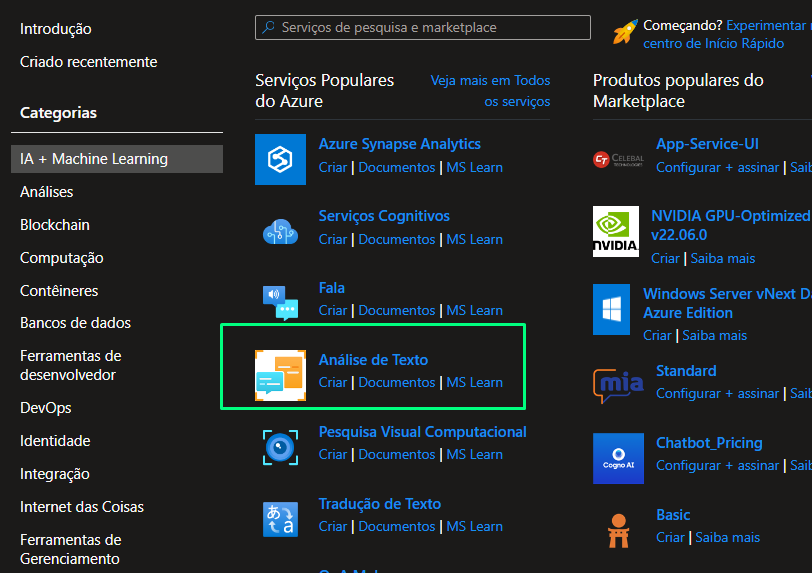 Introdução
Criado recentemente
Categorias
IA + Machine Learning
Análises
Blockchain
Computação
Contêineres
Bancos de dados
Ferramentas de
desenvolvedor
DevOps
Identidade
Integração
Internet das Coisas
Ferramentas de
Gerenciamento
Serviços de pesquisa e marketplace
Serviços Populares
do Azure
Veja mais em Todos
os serviços
Azure Synapse Analytics
Criar | Documentos | MS Learn
Serviços Cognitivos
Criar | Documentos | MS Learn
Fala
Criar | Documentos | MS Learn
Análise de Texto
Criar | Documentos | MS Learn
Pesquisa Visual Computacional
Criar | Documentos | MS Learn
Tradução de Texto
Criar | Documentos | MS Learn
Começando? Experimentar
centro de Início Rápido
Produtos populares do
Marketplace
CT CELEBAL
TECHNOLOGIES
App-Service-UI
Configurar + assinar | Saib
NVIDIA
NVIDIA GPU-Optimized
v22.06.0
Criar | Saiba mais
Windows Server vNext Da
Azure Edition
Criar | Saiba mais
mia
Standard
Configurar + assinar | Saib
Cogno AI
Chatbot_Pricing
Configurar + assinar | Saib
Basic
Criar | Saiba mais